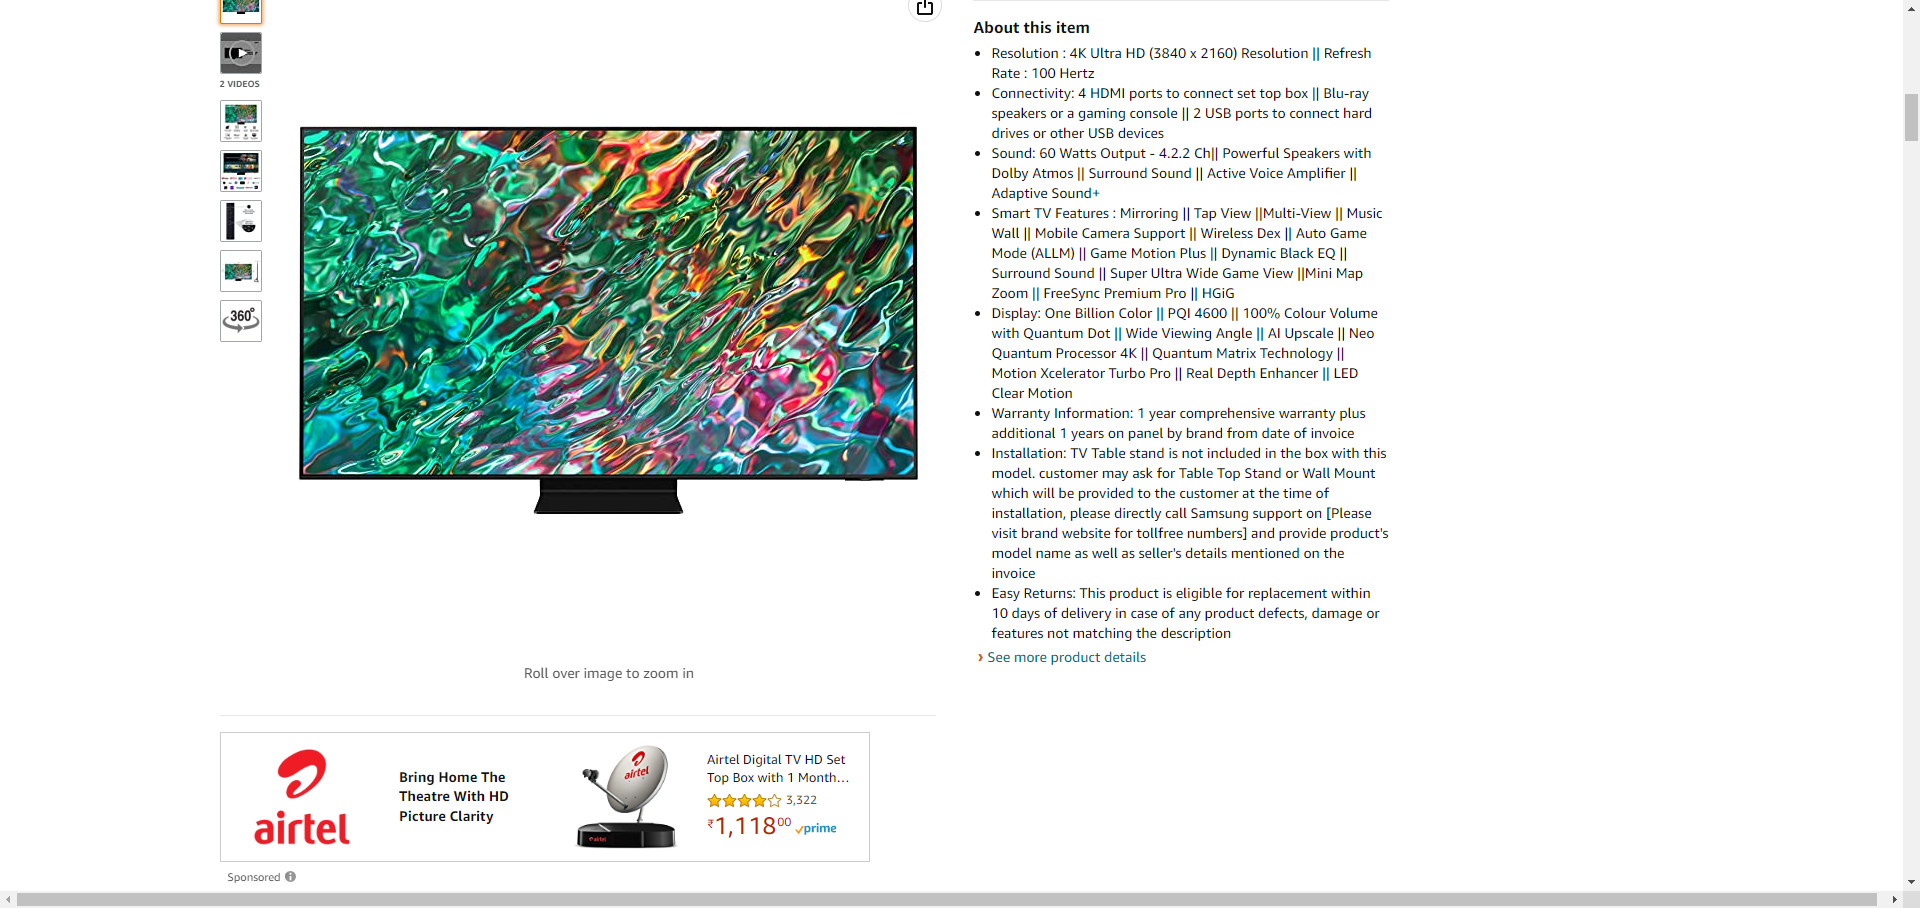 2 VIDEOS
360°
Roll over image to zoom in
About this item
Resolution : 4K Ultra HD (3840 x 2160) Resolution || Refresh
Rate : 100 Hertz
Connectivity: 4 HDMI ports to connect set top box || Blu-ray
speakers or a gaming console || 2 USB ports to connect hard
drives or other USB devices
Sound: 60 Watts Output - 4.2.2 Ch|| Powerful Speakers with
Dolby Atmos || Surround Sound || Active Voice Amplifier ||
Adaptive Sound+
Smart TV Features : Mirroring || Tap View ||Multi-View || Music
Wall || Mobile Camera Support || Wireless Dex || Auto Game
Mode (ALLM) || Game Motion Plus || Dynamic Black EQ ||
Surround Sound || Super Ultra Wide Game View ||Mini Map
Zoom || FreeSync Premium Pro || HGiG
Display: One Billion Color || PQI 4600 || 100% Colour Volume
with Quantum Dot || Wide Viewing Angle || AI Upscale || Neo
Quantum Processor 4K || Quantum Matrix Technology ||
Motion Xcelerator Turbo Pro || Real Depth Enhancer || LED
Clear Motion
Warranty Information: 1 year comprehensive warranty plus
additional 1 years on panel by brand from date of invoice
Installation: TV Table stand is not included in the box with this
model. customer may ask for Table Top Stand or Wall Mount
which will be provided to the customer at the time of
installation, please directly call Samsung support on [Please
visit brand website for tollfree numbers] and provide product's
model name as well as seller's details mentioned on the
invoice
Easy Returns: This product is eligible for replacement within
10 days of delivery in case of any product defects, damage or
features not matching the description
› See more product details
airtel
Bring Home The
Theatre With HD
Picture Clarity
airtel
airtel
Airtel Digital TV HD Set
Top Box with 1 Month...
3,322
₹1,11800 prime
Sponsored